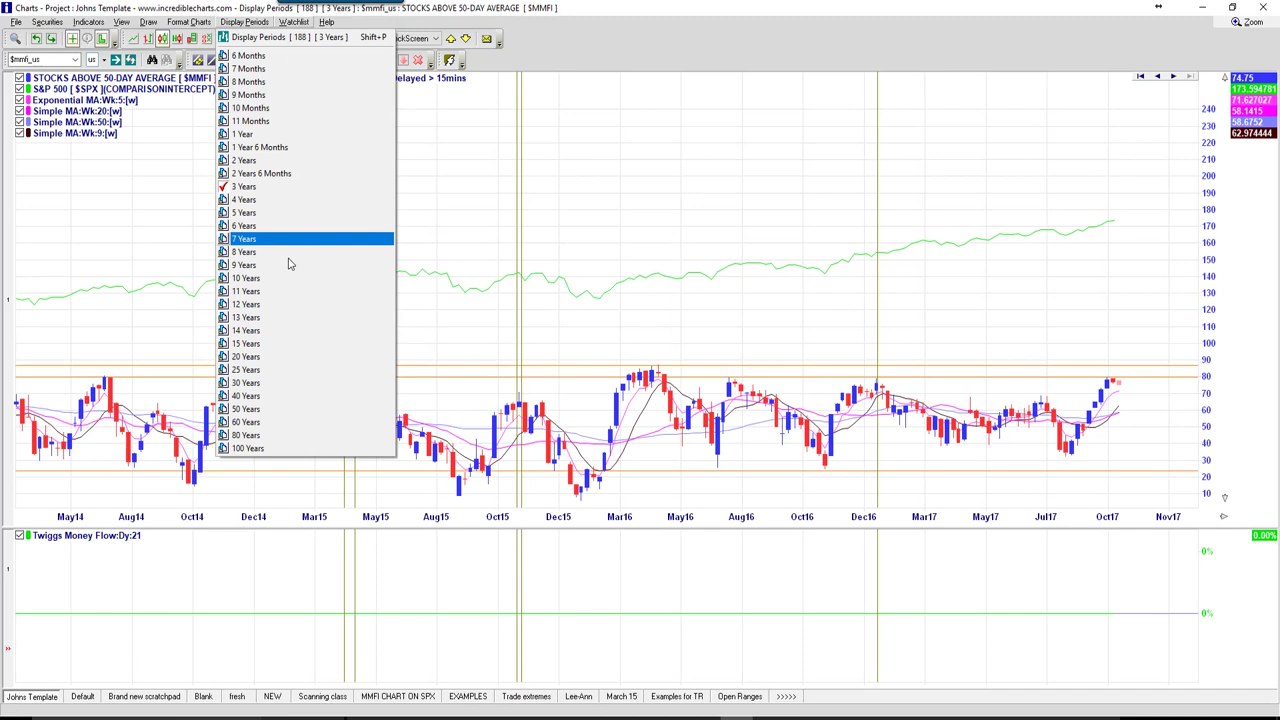 Charts - Project : Johns Template - www.incrediblecharts.com - Display Periods [ 188 ] [ 3 Years ] : $mmfi_us : STOCKS ABOVE 50-DAY AVERAGE [ $MMFI ]
File Securities Indicators View Draw Format Charts Display Periods Watchlist Help
Zoom
Display Periods [ 188 ] [ 3 Years ] Shift+P
$mmfi_us us
6 Months
7 Months
8 Months
9 Months
10 Months
11 Months
1 Year
1 Year 6 Months
2 Years
2 Years 6 Months
3 Years
4 Years
5 Years
6 Years
7 Years
8 Years
9 Years
10 Years
11 Years
12 Years
13 Years
14 Years
15 Years
20 Years
25 Years
30 Years
40 Years
50 Years
60 Years
80 Years
100 Years
STOCKS ABOVE 50-DAY AVERAGE [ $MMFI ]
elayed > 15mins
S&P 500 [ $SPX ](COMPARISONINTERCEPT)
Exponential MA:Wk:5:[w]
Simple MA:Wk:20:[w]
Simple MA:Wk:50:[w]
Simple MA:Wk:9:[w]
74.75
173.594781
71.627027
58.1415
58.6752
62.974444
240
230
220
210
200
190
180
170
160
150
140
130
120
110
100
90
80
70
60
50
40
30
20
10
May14 Aug14 Oct14 Dec14 Mar15 May15 Aug15 Oct15 Dec15 Mar16 May16 Aug16 Oct16 Dec16 Mar17 May17 Jul17 Oct17 Nov17
Twiggs Money Flow:Dy:21
0.00%
0%
0%
Johns Template Default Brand new scratchpad Blank fresh NEW Scanning class MMFI CHART ON SPX EXAMPLES Trade extremes Lee-Ann March 15 Examples for TR Open Ranges >>>>>